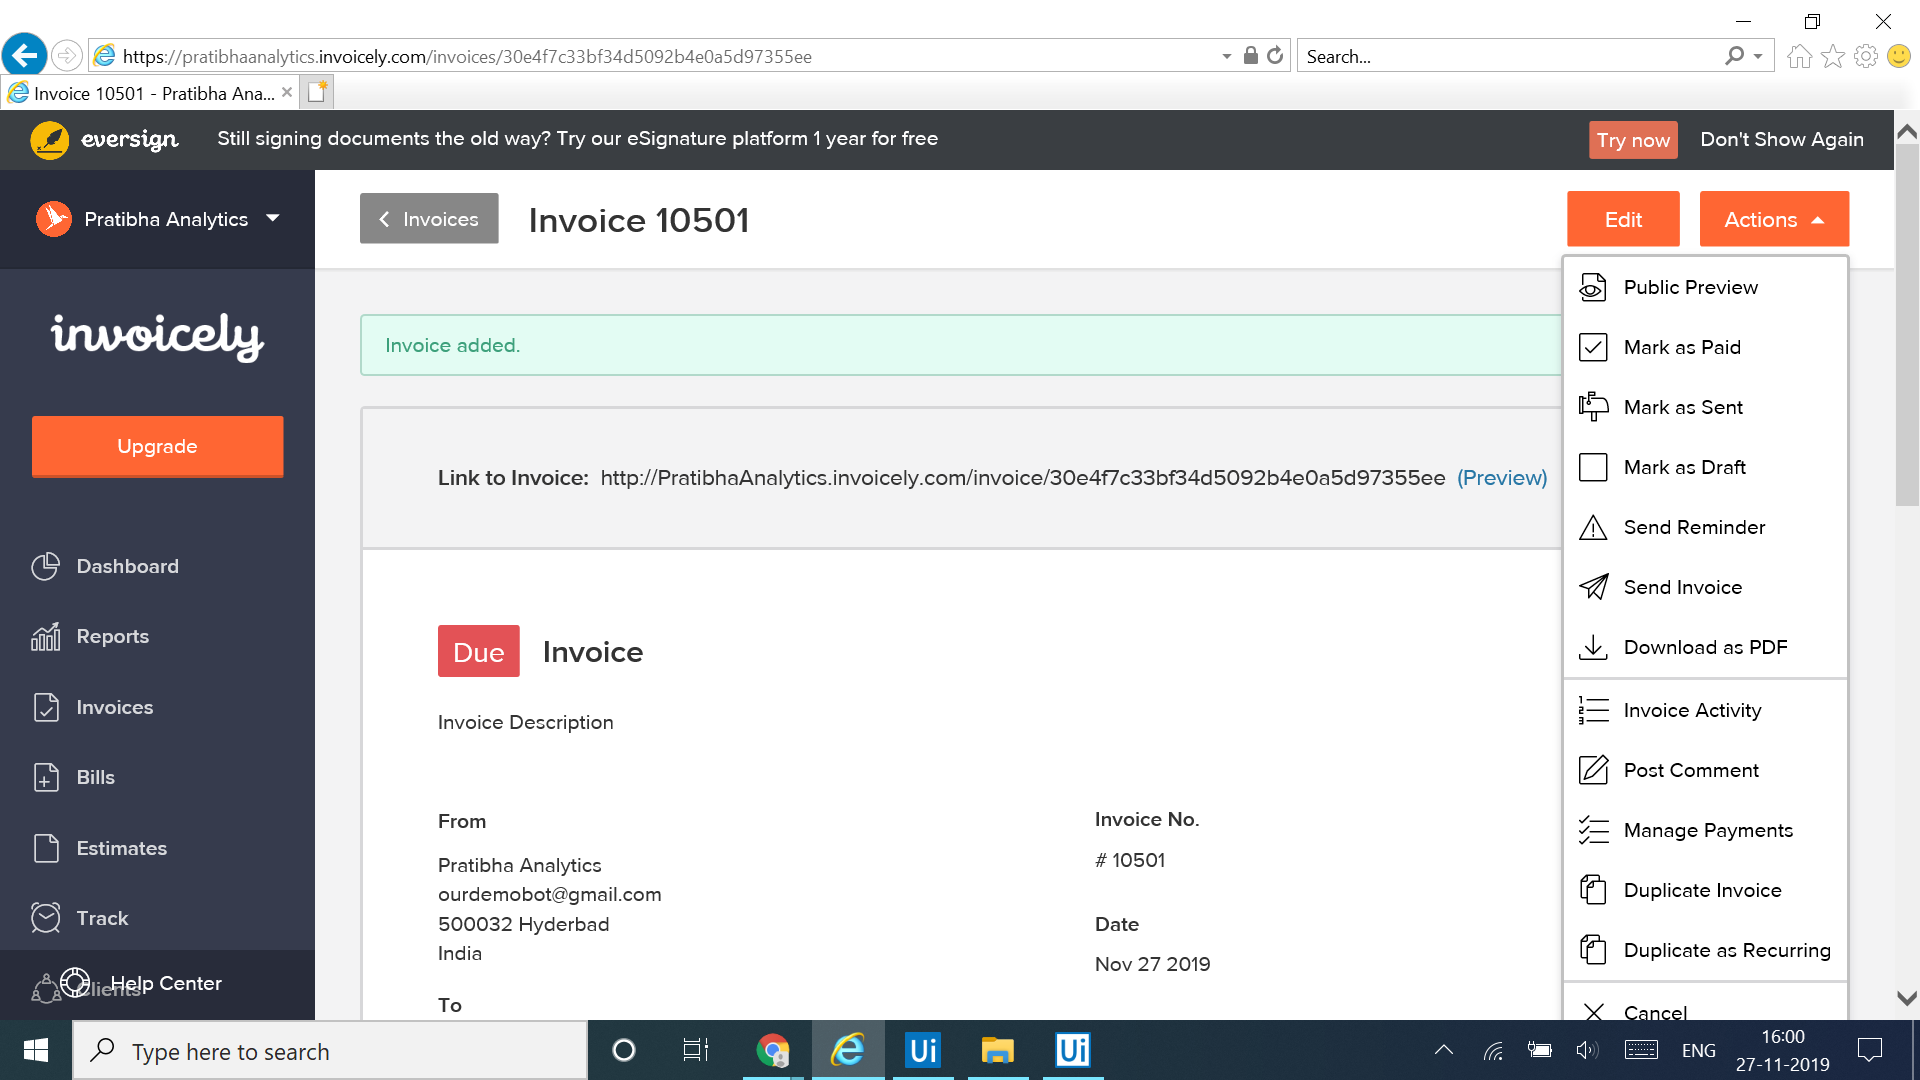 https://pratibhaanalytics.invoicely.com/invoices/30e4f7c33bf34d5092b4e0a5d97355ee
Search...
Invoice 10501 - Pratibha Ana...
eversign
Still signing documents the old way? Try our eSignature platform 1 year for free
Try now
Don't Show Again
Pratibha Analytics
Invoices
Invoice 10501
Edit
Actions
invoicely
Upgrade
Dashboard
Reports
Invoices
Bills
Estimates
Track
Clients
Help Center
Invoice added.
Link to Invoice: http://PratibhaAnalytics.invoicely.com/invoice/30e4f7c33bf34d5092b4e0a5d97355ee (Preview)
Due Invoice
Invoice Description
From
Pratibha Analytics
ourdemobot@gmail.com
500032 Hyderbad
India
To
Invoice No.
# 10501
Date
Nov 27 2019
Public Preview
Mark as Paid
Mark as Sent
Mark as Draft
Send Reminder
Send Invoice
Download as PDF
Invoice Activity
Post Comment
Manage Payments
Duplicate Invoice
Duplicate as Recurring
Cancel
Type here to search
Ui
Ui
ENG
16:00
27-11-2019